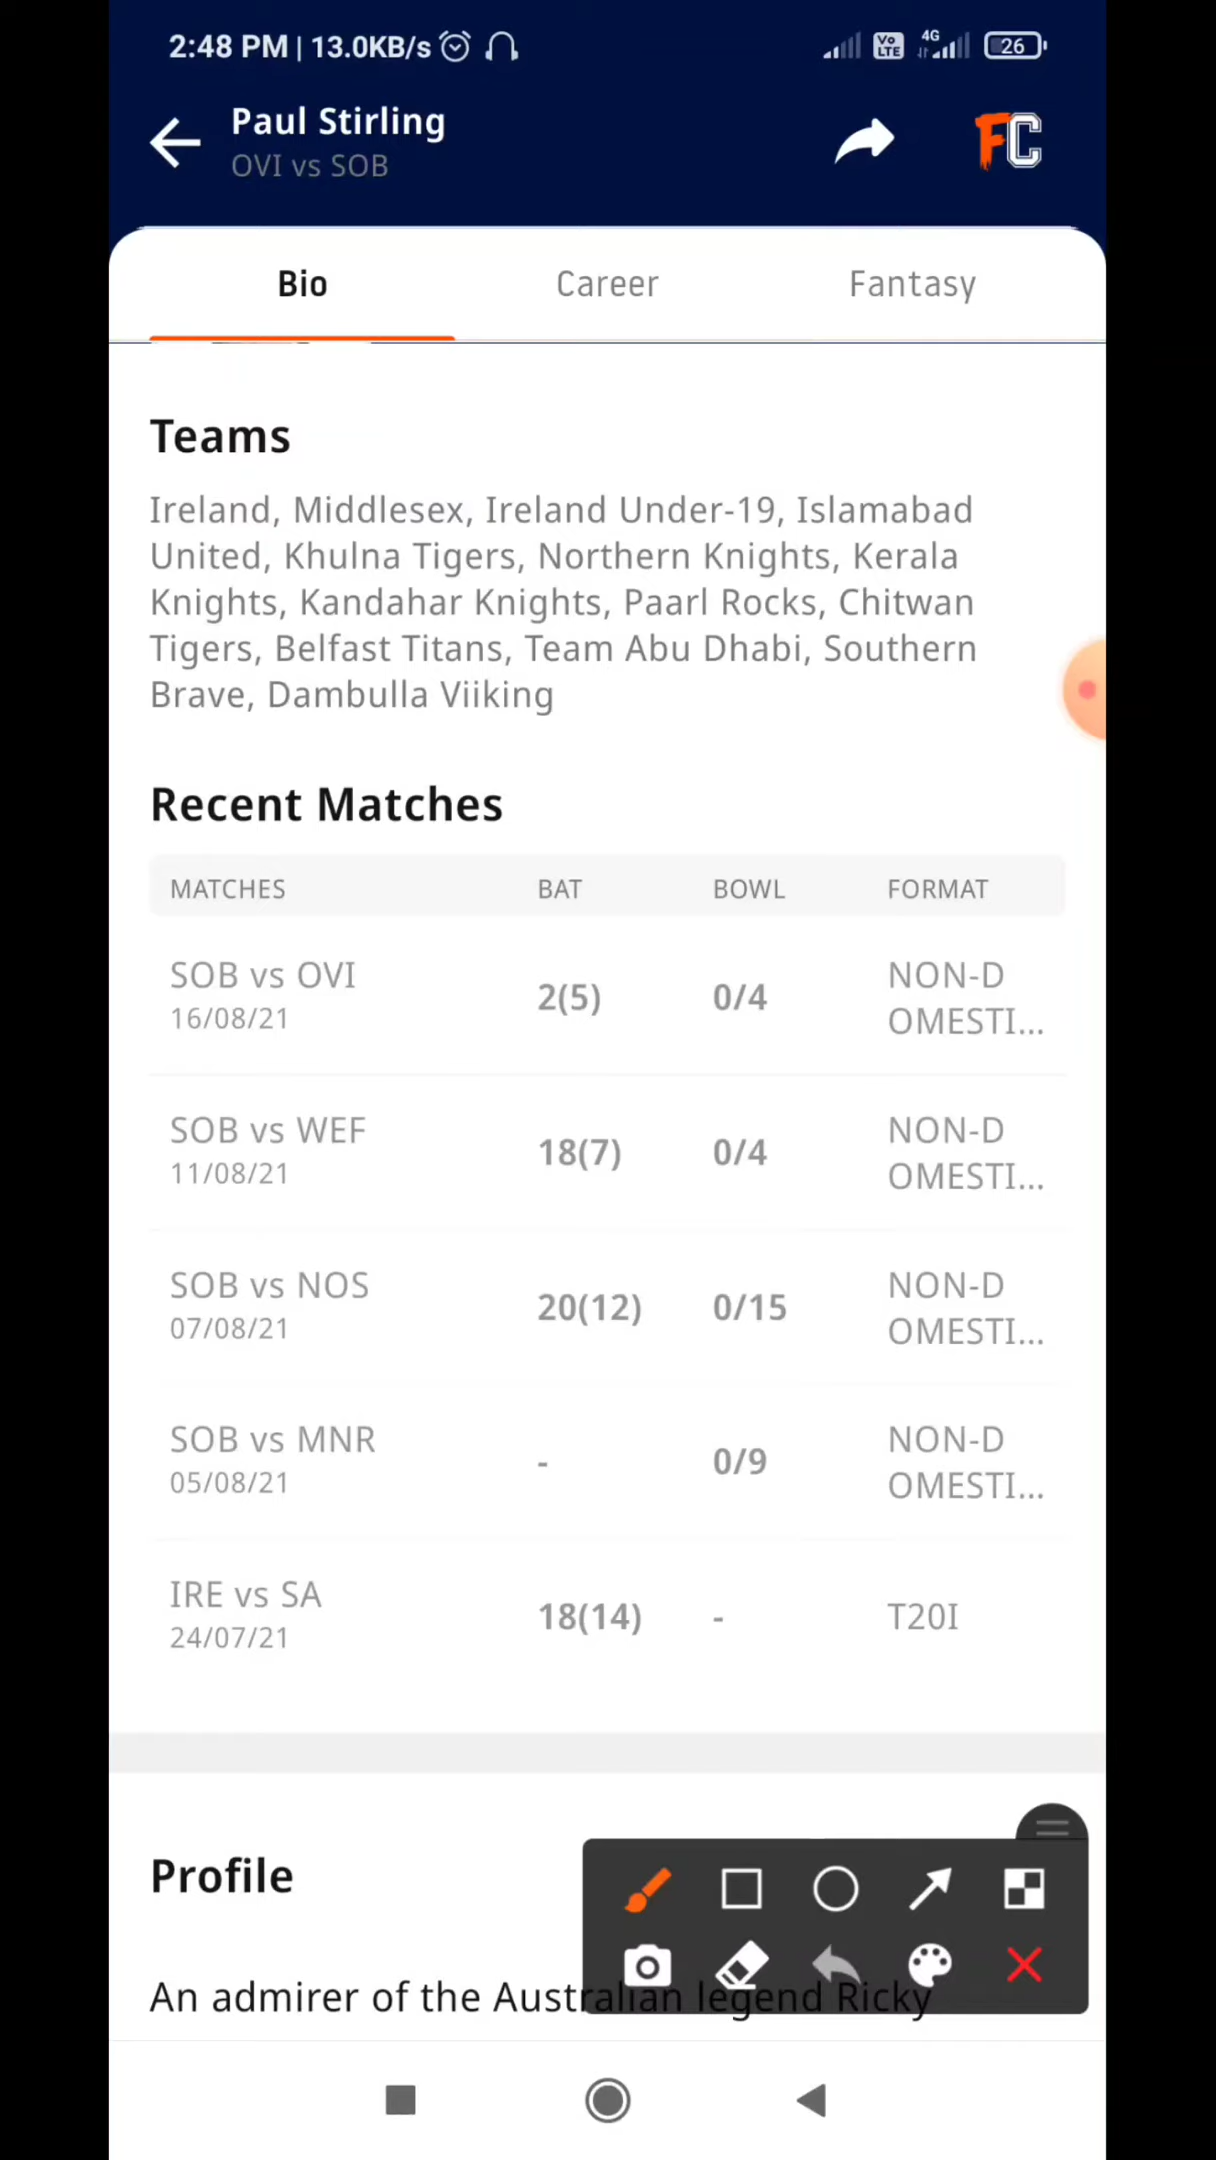 2:48 PM | 13.0KB/s
Vo LTE 4G 26
Paul Stirling
OVI vs SOB
FC
Bio Career Fantasy
Teams
Ireland, Middlesex, Ireland Under-19, Islamabad
United, Khulna Tigers, Northern Knights, Kerala
Knights, Kandahar Knights, Paarl Rocks, Chitwan
Tigers, Belfast Titans, Team Abu Dhabi, Southern
Brave, Dambulla Viiking
Recent Matches
MATCHES BAT BOWL FORMAT
SOB vs OVI 2(5) 0/4 NON-D
16/08/21 OMESTI...
SOB vs WEF 18(7) 0/4 NON-D
11/08/21 OMESTI...
SOB vs NOS 20(12) 0/15 NON-D
07/08/21 OMESTI...
SOB vs MNR - 0/9 NON-D
05/08/21 OMESTI...
IRE vs SA 18(14) - T20I
24/07/21
Profile
An admirer of the Australian legend Ricky